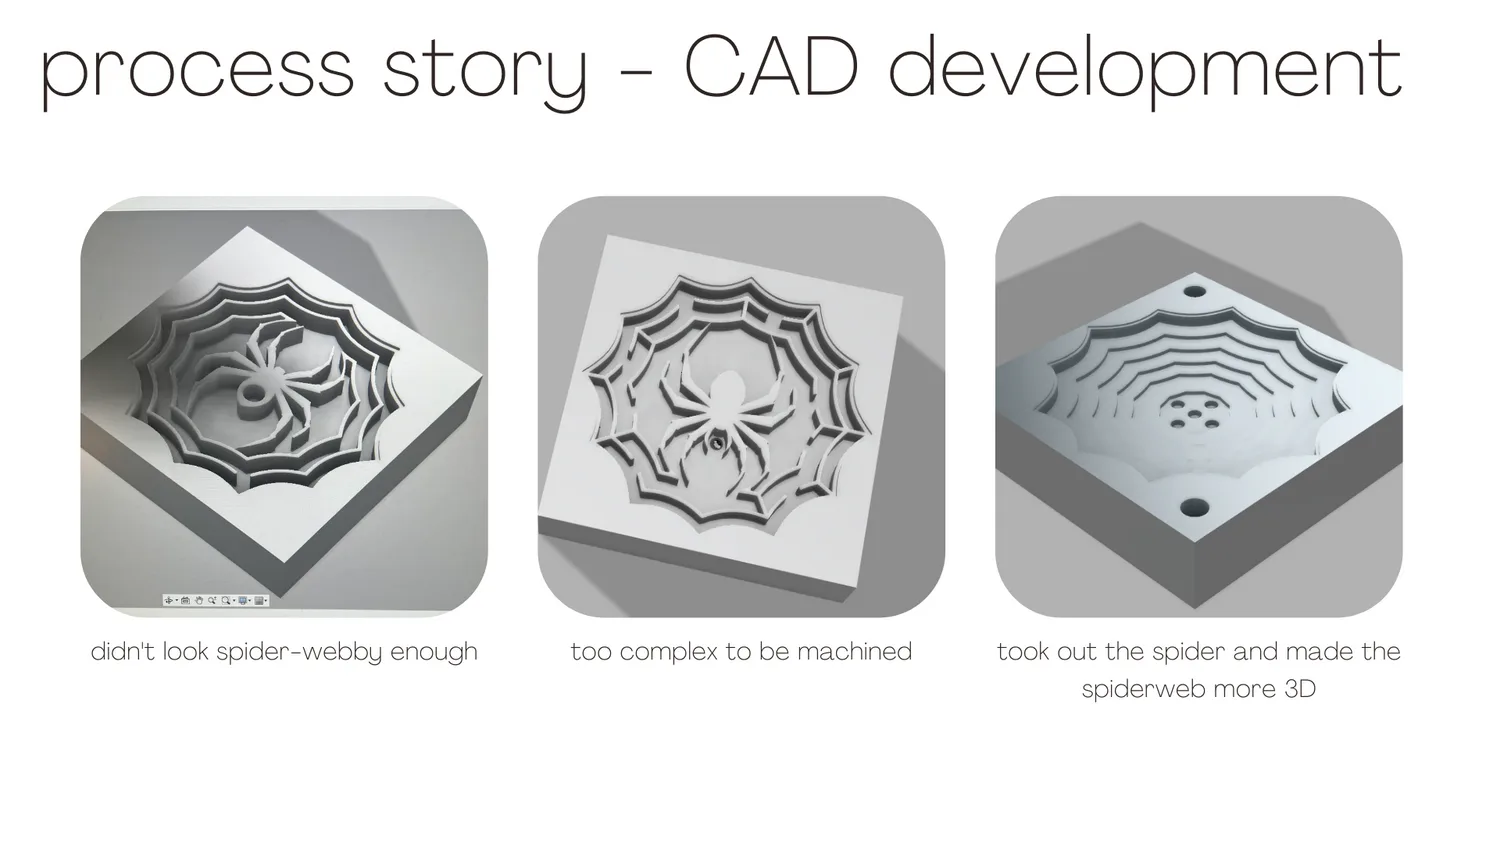 process story - CAD development
didn't look spider-webby enough
too complex to be machined
took out the spider and made the
spiderweb more 3D